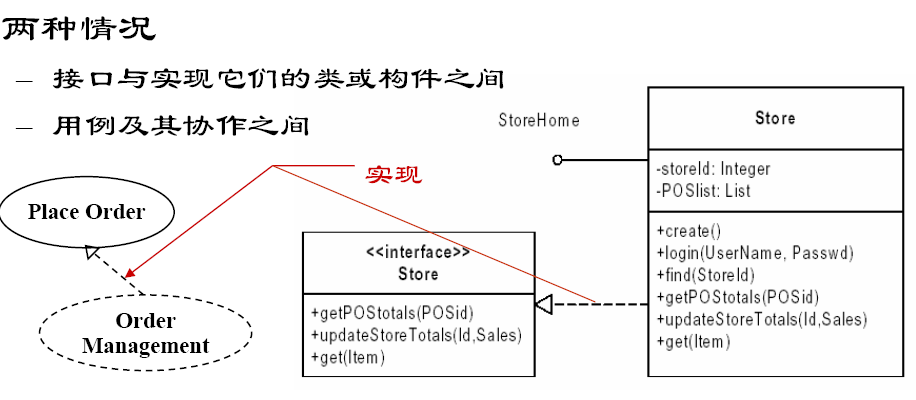 两种情况
– 接口与实现它们的类或构件之间
– 用例及其协作之间
StoreHome
Store
-storeId: Integer
-POSlist: List
+create()
+login(UserName, Passwd)
+find(StoreId)
+getPOStotals(POSid)
+updateStoreTotals(Id,Sales)
+get(Item)
实现
Place Order
<<interface>>
Store
+getPOStotals(POSid)
+updateStoreTotals(Id,Sales)
+get(Item)
Order
Management